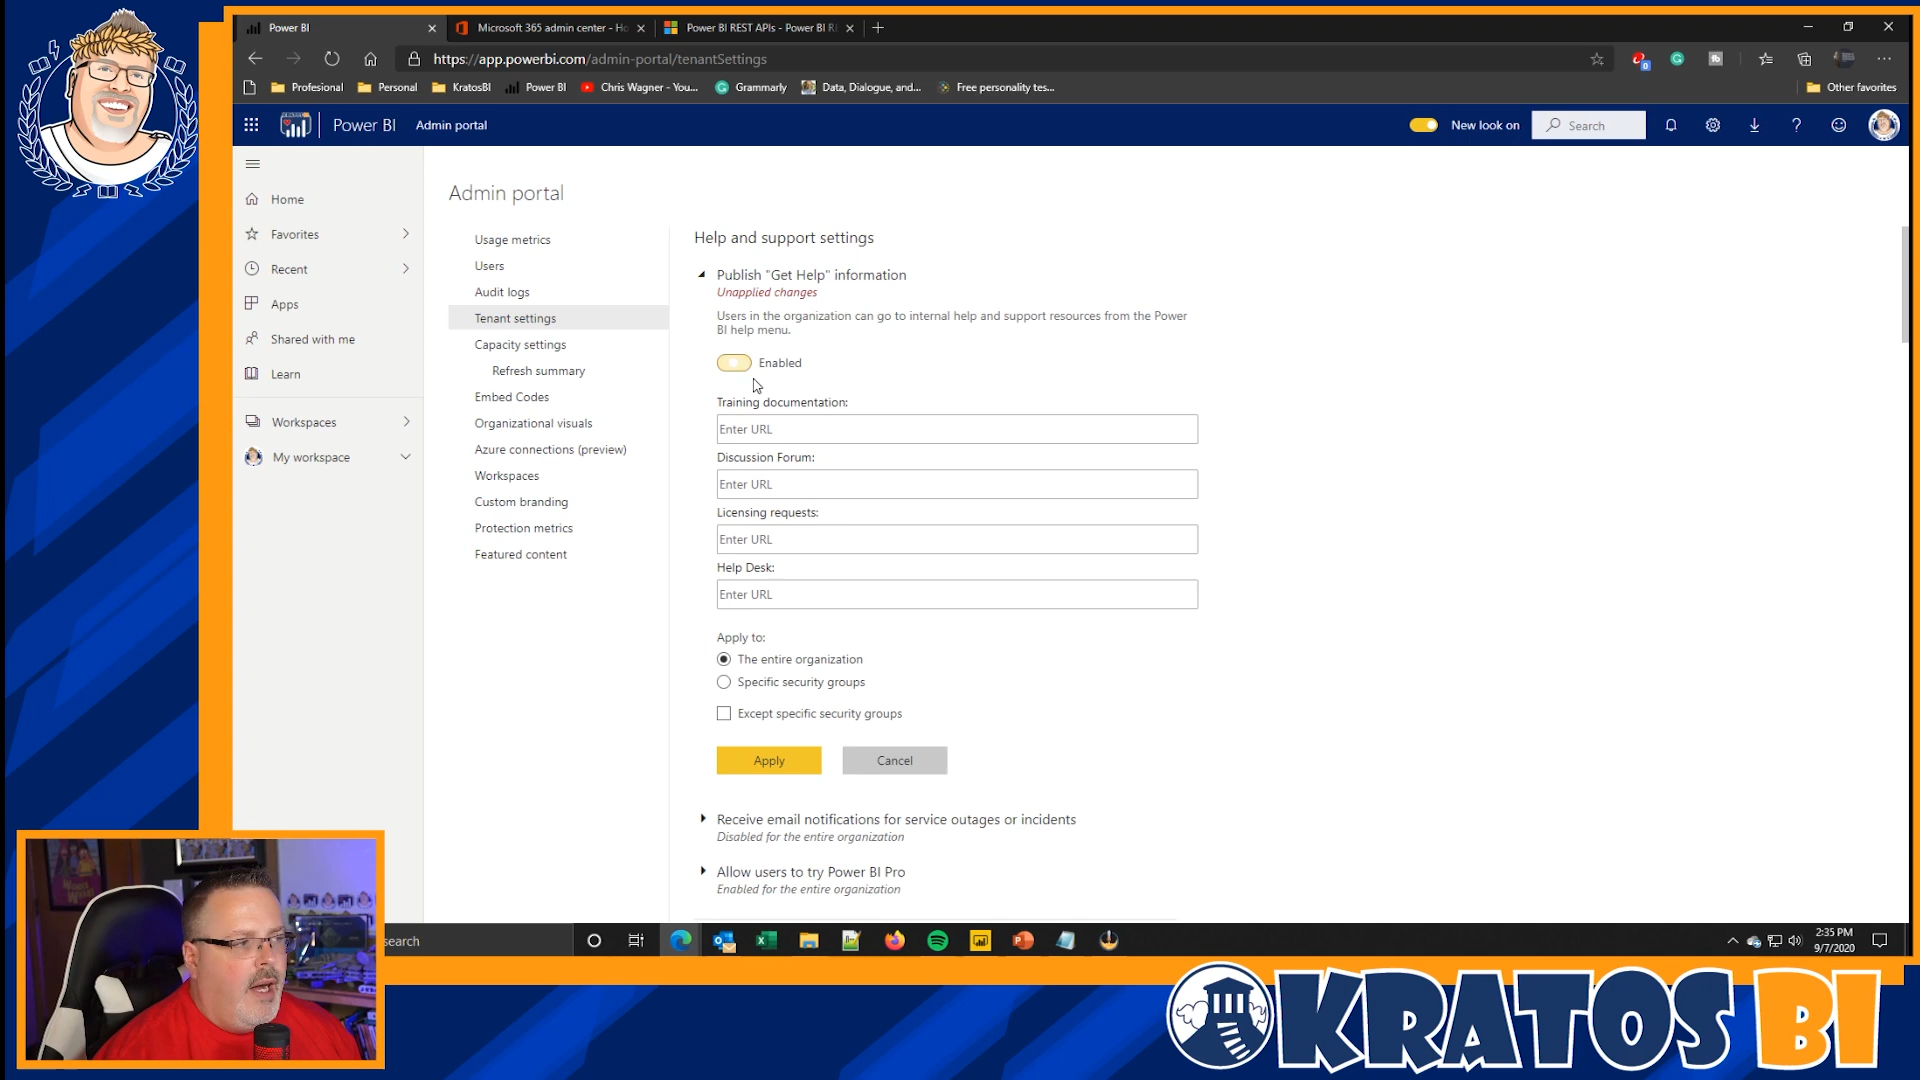 Power BI
Microsoft 365 admin center - Ho
Power BI REST APIs - Power BI R
https://app.powerbi.com/admin-portal/tenantSettings
Profesional
Personal
KratosBI
Power BI
Chris Wagner - You...
Grammarly
Data, Dialogue, and...
Free personality tes...
Other favorites
Power BI
Admin portal
New look on
Search
Home
Favorites
Recent
Apps
Shared with me
Learn
Workspaces
My workspace
Admin portal
Usage metrics
Users
Audit logs
Tenant settings
Capacity settings
Refresh summary
Embed Codes
Organizational visuals
Azure connections (preview)
Workspaces
Custom branding
Protection metrics
Featured content
Help and support settings
Publish "Get Help" information
Unapplied changes
Users in the organization can go to internal help and support resources from the Power
BI help menu.
Enabled
Training documentation:
Enter URL
Discussion Forum:
Enter URL
Licensing requests:
Enter URL
Help Desk:
Enter URL
Apply to:
The entire organization
Specific security groups
Except specific security groups
Apply
Cancel
Receive email notifications for service outages or incidents
Disabled for the entire organization
Allow users to try Power BI Pro
Enabled for the entire organization
search
2:35 PM
9/7/2020
KRATOS BI